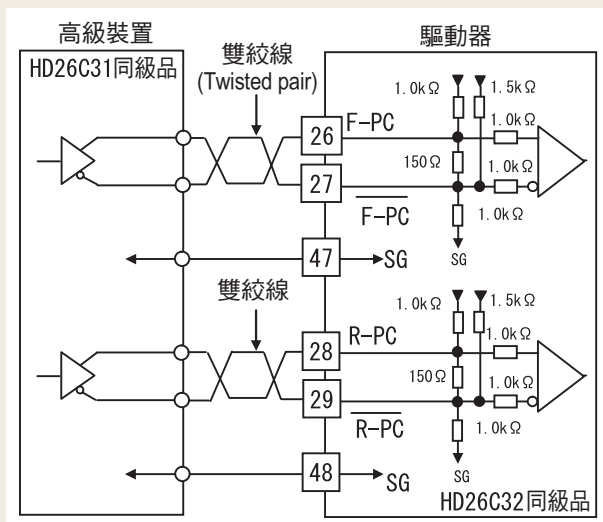 高級裝置
驅動器
HD26C31同級品
雙絞線
(Twisted pair)
1.0kΩ
1.5kΩ
26
F-PC
1.0kΩ
150Ω
1.0kΩ
27
F-PC
1.0kΩ
SG
47
SG
雙絞線
1.0kΩ
1.5kΩ
28
R-PC
1.0kΩ
150Ω
1.0kΩ
29
R-PC
1.0kΩ
48
SG
SG
HD26C32同級品